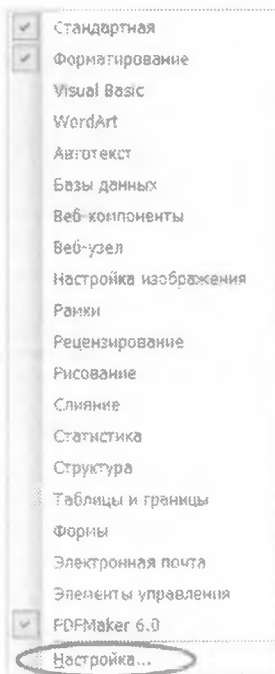 Стандартная
Форматирование
Visual Basic
WordArt
Автотекст
Базы данных
Веб-компоненты
Веб-узел
Настройка изображения
Рамки
Рецензирование
Рисование
Слияние
Статистика
Структура
Таблицы и границы
Формы
Электронная почта
Элементы управления
PDFMaker 6.0
Настройка...